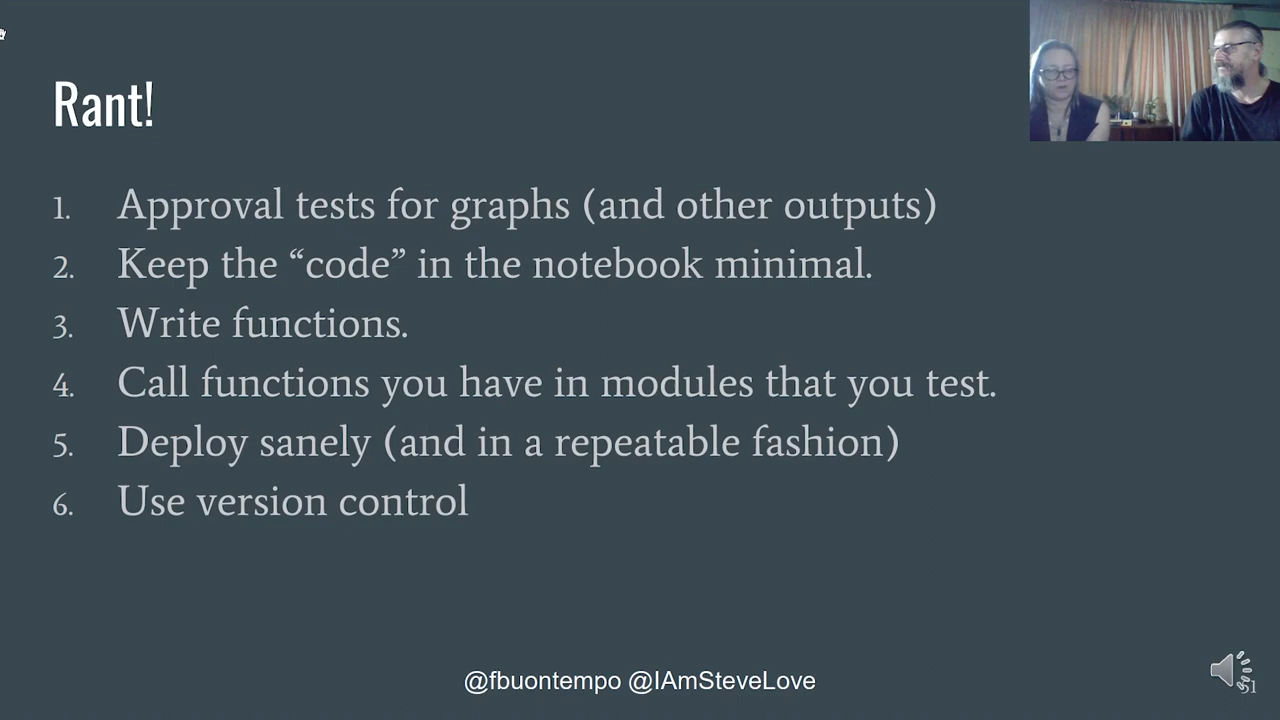 Rant!
1. Approval tests for graphs (and other outputs)
2. Keep the “code” in the notebook minimal.
3. Write functions.
4. Call functions you have in modules that you test.
5. Deploy sanely (and in a repeatable fashion)
6. Use version control
@fbuontempo @IAmSteveLove
51